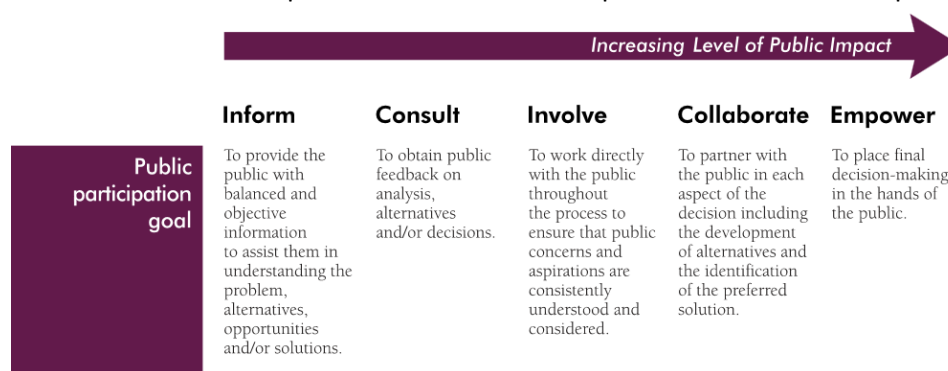 Increasing Level of Public Impact
Inform
Consult
Involve
Collaborate
Empower
Public
participation
goal
To provide the
public with
balanced and
objective
information
to assist them in
understanding the
problem,
alternatives,
opportunities
and/or solutions.
To obtain public
feedback on
analysis,
alternatives
and/or decisions.
To work directly
with the public
throughout
the process to
ensure that public
concerns and
aspirations are
consistently
understood and
considered.
To partner with
the public in each
aspect of the
decision including
the development
of alternatives and
the identification
of the preferred
solution.
To place final
decision-making
in the hands of
the public.